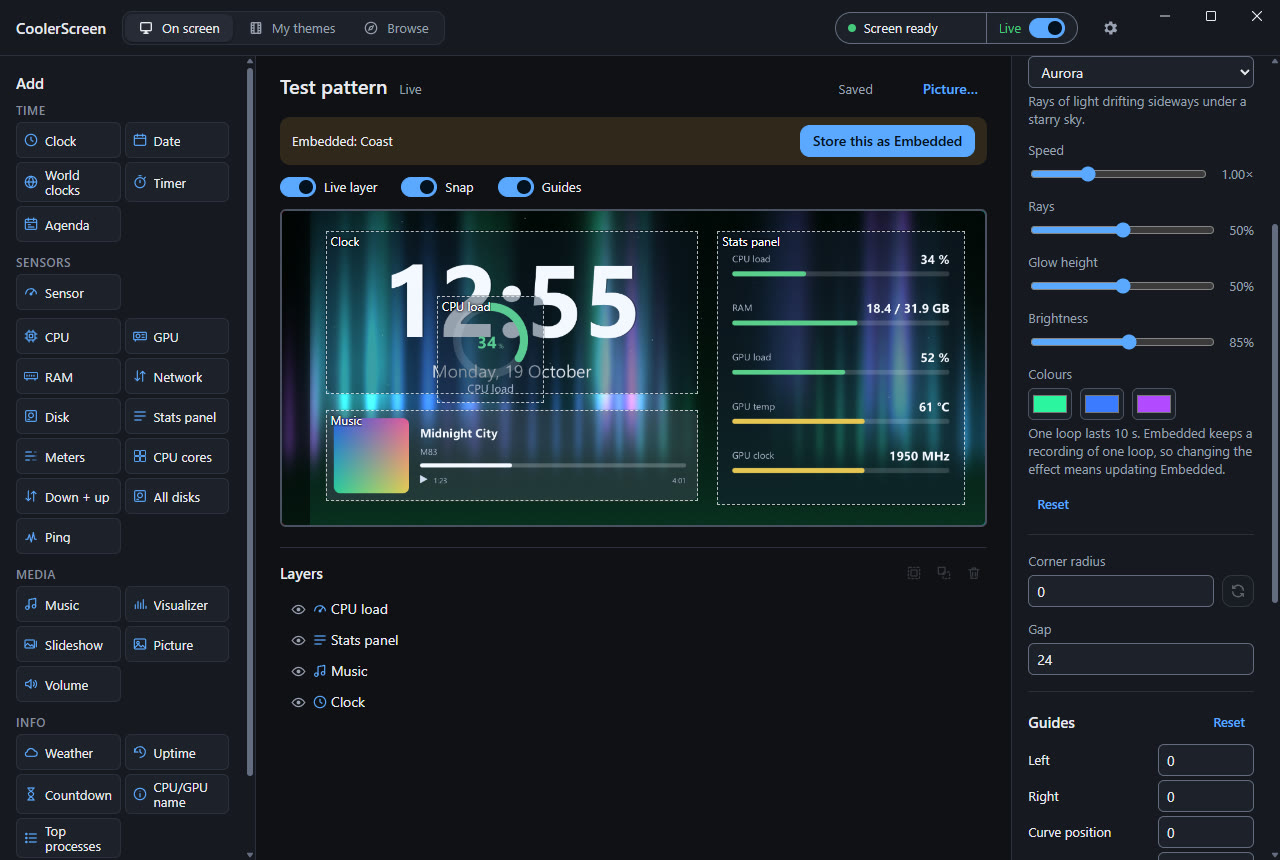 CoolerScreen
On screen
My themes
Browse
Screen ready
Live
Add
TIME
Clock
Date
World clocks
Timer
Agenda
SENSORS
Sensor
CPU
GPU
RAM
Network
Disk
Stats panel
Meters
CPU cores
Down + up
All disks
Ping
MEDIA
Music
Visualizer
Slideshow
Picture
Volume
INFO
Weather
Uptime
Countdown
CPU/GPU name
Top processes
Test pattern
Live
Saved
Picture...
Embedded: Coast
Store this as Embedded
Live layer
Snap
Guides
Clock
12:55
CPU load
34 %
Monday, 19 October
CPU load
Music
Midnight City
M83
1:23
4:01
Stats panel
CPU load
34 %
RAM
18.4 / 31.9 GB
GPU load
52 %
GPU temp
61 °C
GPU clock
1950 MHz
Layers
CPU load
Stats panel
Music
Clock
Aurora
Rays of light drifting sideways under a
starry sky.
Speed
1.00×
Rays
50%
Glow height
50%
Brightness
85%
Colours
One loop lasts 10 s. Embedded keeps a
recording of one loop, so changing the
effect means updating Embedded.
Reset
Corner radius
0
Gap
24
Guides
Reset
Left
0
Right
0
Curve position
0